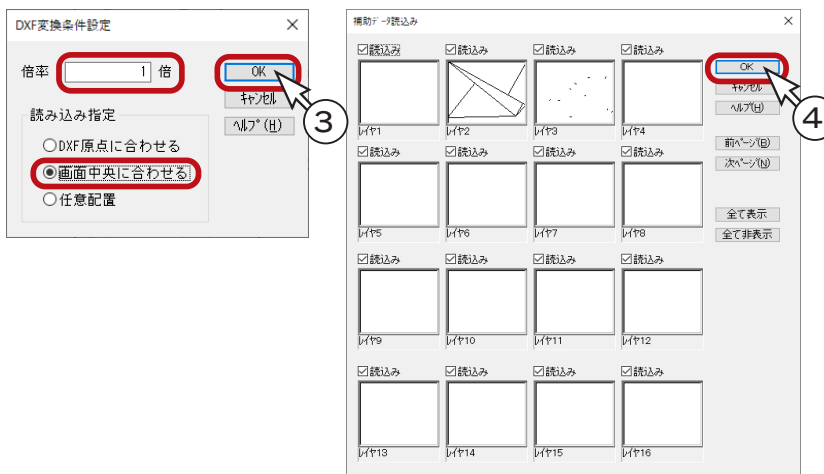 DXF変換条件設定
倍率 1 倍
OK
ｷｬﾝｾﾙ
ﾍﾙﾌﾟ(H)
3
読み込み指定
DXF原点に合わせる
画面中央に合わせる
任意配置
補助ﾃﾞｰﾀ読込み
読込み 読込み 読込み 読込み
ﾚｲﾔ1 ﾚｲﾔ2 ﾚｲﾔ3 ﾚｲﾔ4
読込み 読込み 読込み 読込み
ﾚｲﾔ5 ﾚｲﾔ6 ﾚｲﾔ7 ﾚｲﾔ8
読込み 読込み 読込み 読込み
ﾚｲﾔ9 ﾚｲﾔ10 ﾚｲﾔ11 ﾚｲﾔ12
読込み 読込み 読込み 読込み
ﾚｲﾔ13 ﾚｲﾔ14 ﾚｲﾔ15 ﾚｲﾔ16
OK
ｷｬﾝｾﾙ
ﾍﾙﾌﾟ(H)
4
前ﾍﾟｰｼﾞ(B)
次ﾍﾟｰｼﾞ(N)
全て表示
全て非表示